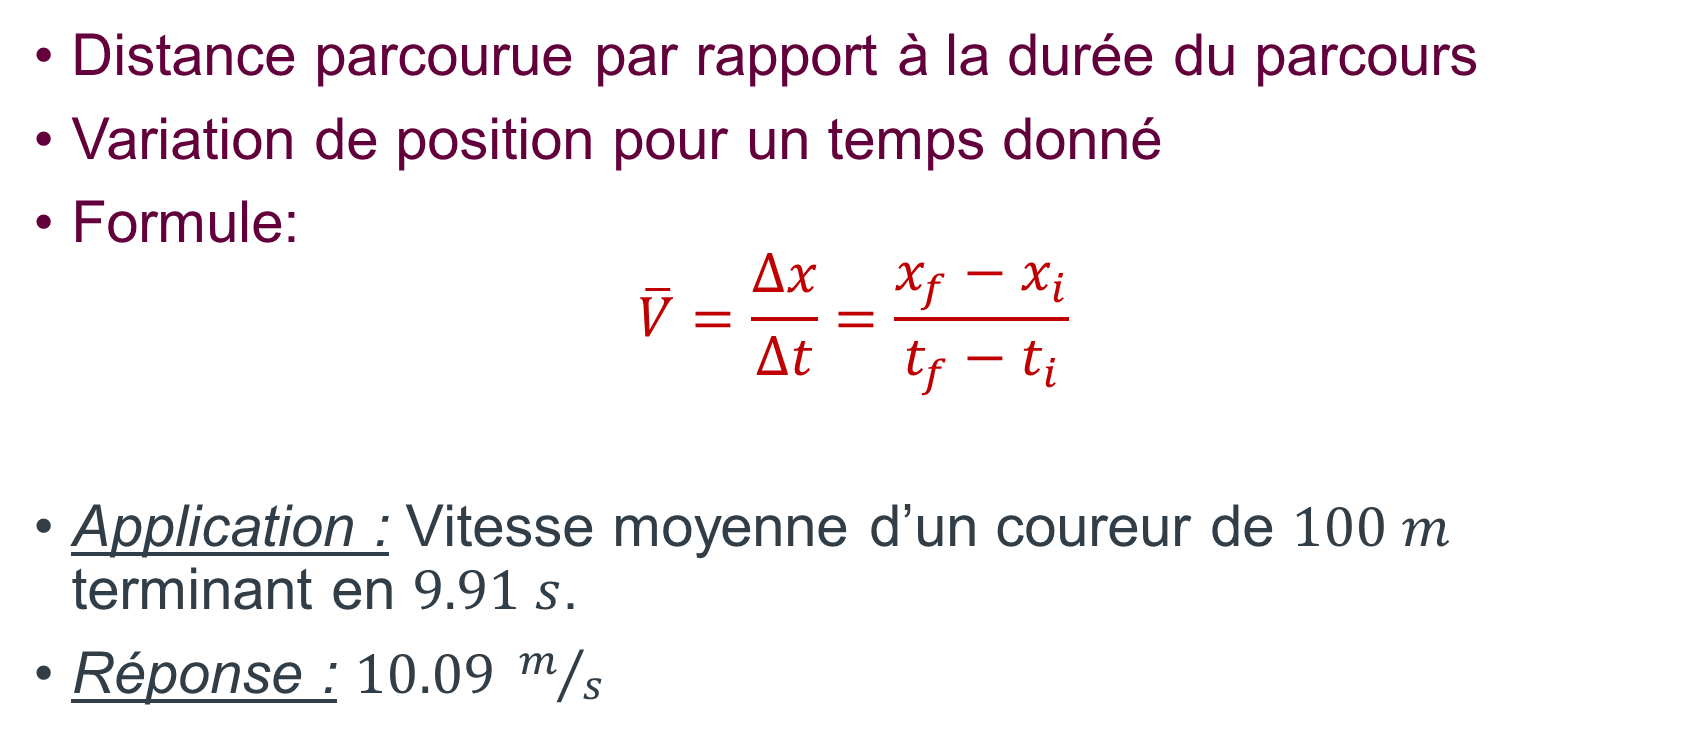 • Distance parcourue par rapport à la durée du parcours
• Variation de position pour un temps donné
• Formule:
V̄ = Δx/Δt = (x_f − x_i)/(t_f − t_i)
• Application : Vitesse moyenne d’un coureur de 100 m
terminant en 9.91 s.
• Réponse : 10.09 m/s